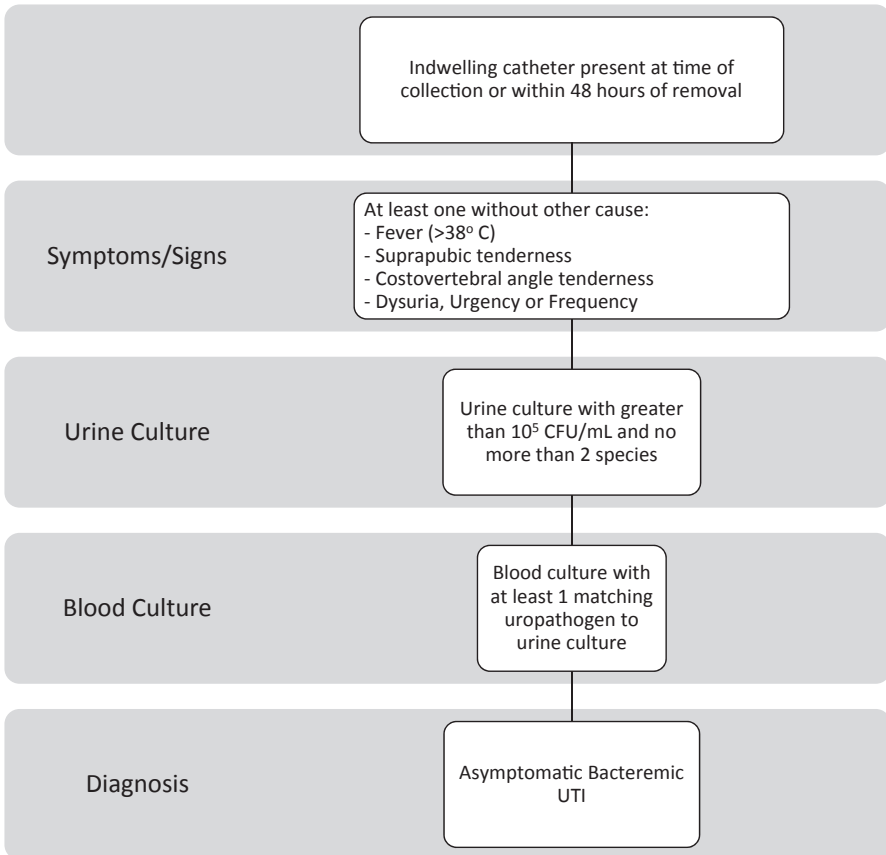 Indwelling catheter present at time of
collection or within 48 hours of removal
Symptoms/Signs
At least one without other cause:
- Fever (>38º C)
- Suprapubic tenderness
- Costovertebral angle tenderness
- Dysuria, Urgency or Frequency
Urine Culture
Urine culture with greater
than 10⁵ CFU/mL and no
more than 2 species
Blood Culture
Blood culture with
at least 1 matching
uropathogen to
urine culture
Diagnosis
Asymptomatic Bacteremic
UTI